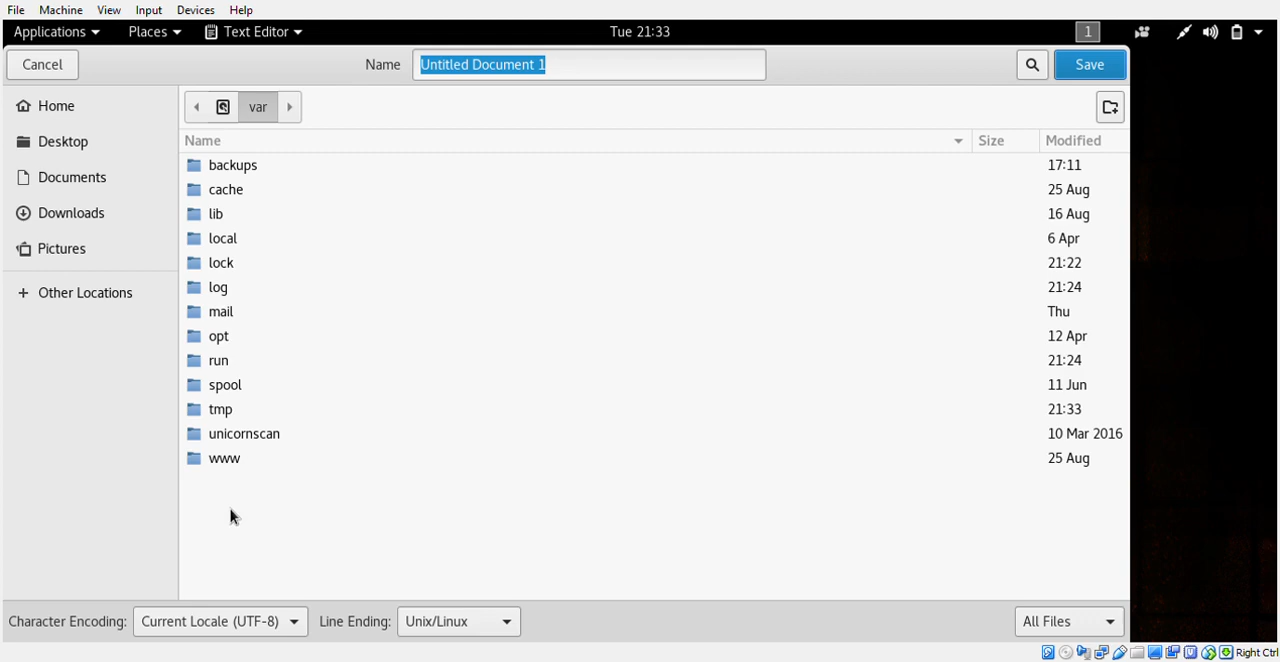 File Machine View Input Devices Help
Applications Places Text Editor Tue 21:33 1
Cancel Name Untitled Document 1 Save
Home var
Desktop Name Size Modified
Documents
Downloads
Pictures
Other Locations
backups 17:11
cache 25 Aug
lib 16 Aug
local 6 Apr
lock 21:22
log 21:24
mail Thu
opt 12 Apr
run 21:24
spool 11 Jun
tmp 21:33
unicornscan 10 Mar 2016
www 25 Aug
Character Encoding: Current Locale (UTF-8) Line Ending: Unix/Linux All Files
Right Ctrl